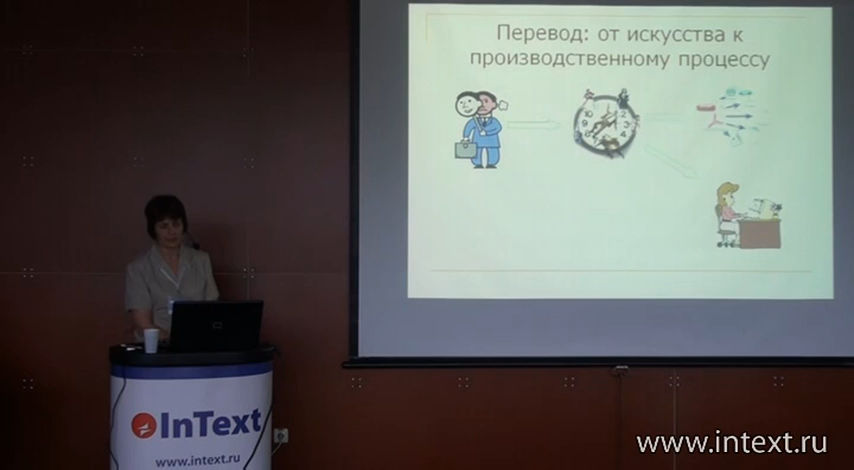 Перевод: от искусства к
производственному процессу
InText
www.intext.ru
www.intext.ru